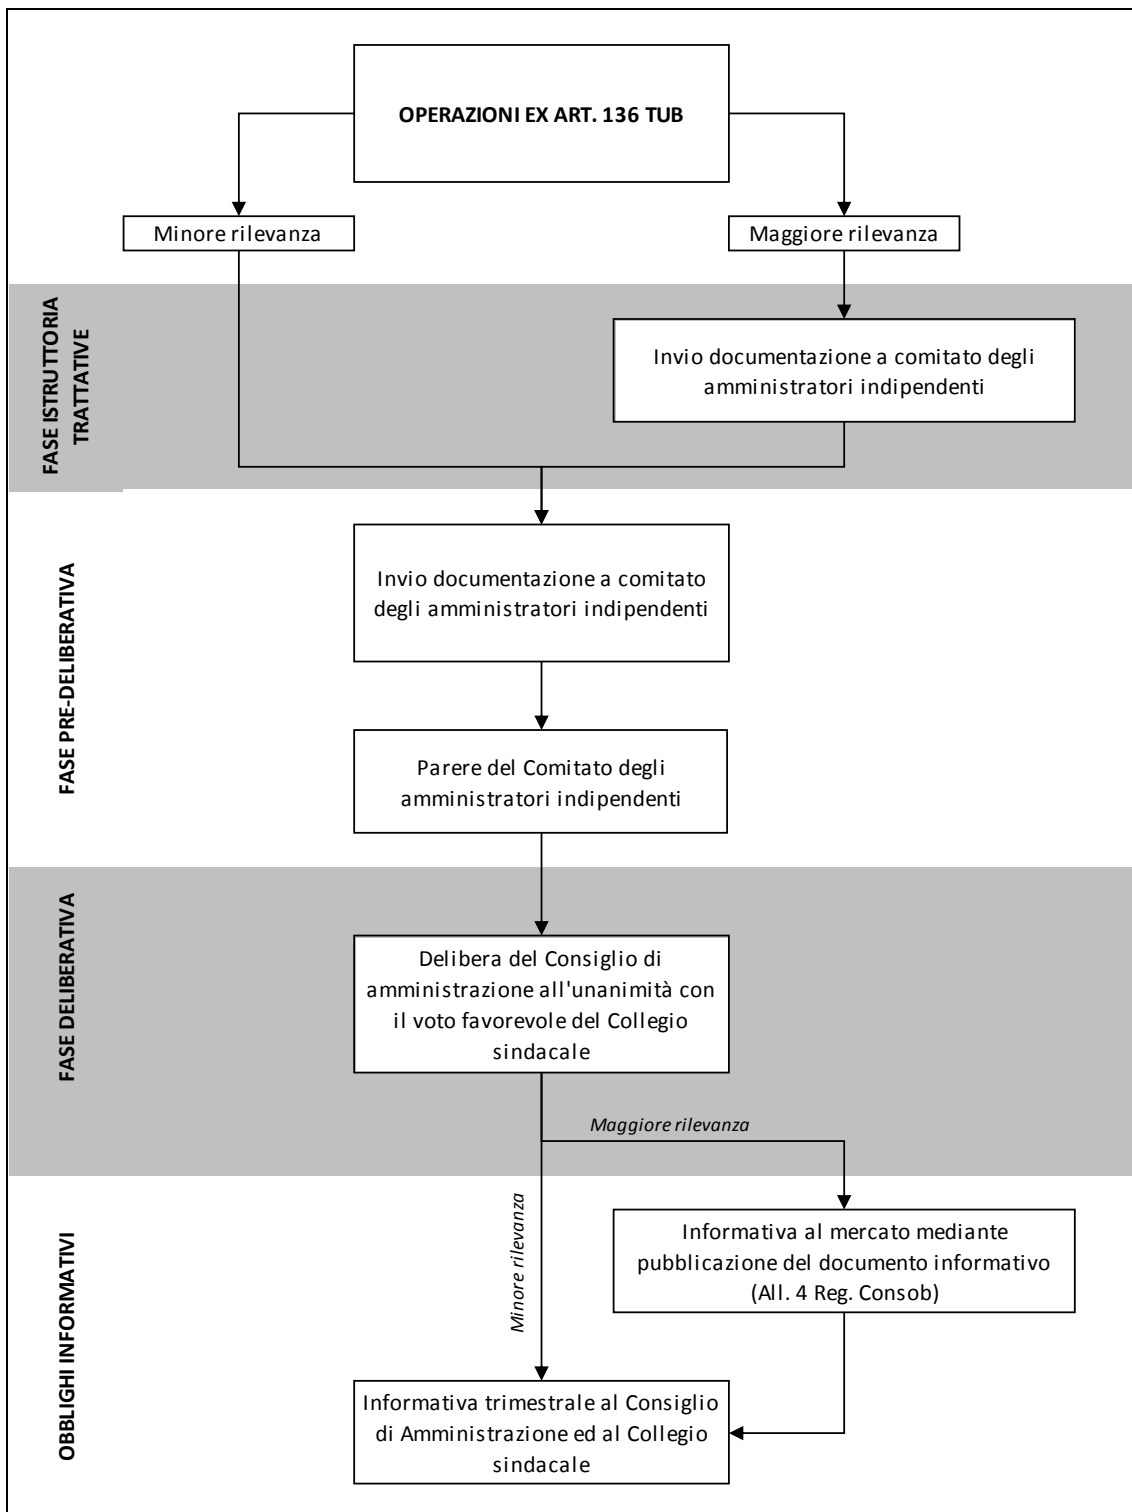 OPERAZIONI EX ART. 136 TUB
Minore rilevanza
Maggiore rilevanza
FASE ISTRUTTORIA
TRATTATIVE
Invio documentazione a comitato degli
amministratori indipendenti
FASE PRE-DELIBERATIVA
Invio documentazione a comitato
degli amministratori indipendenti
Parere del Comitato degli
amministratori indipendenti
FASE DELIBERATIVA
Delibera del Consiglio di
amministrazione all'unanimità con
il voto favorevole del Collegio
sindacale
Maggiore rilevanza
Minore rilevanza
OBBLIGHI INFORMATIVI
Informativa al mercato mediante
pubblicazione del documento informativo
(All. 4 Reg. Consob)
Informativa trimestrale al Consiglio
di Amministrazione ed al Collegio
sindacale